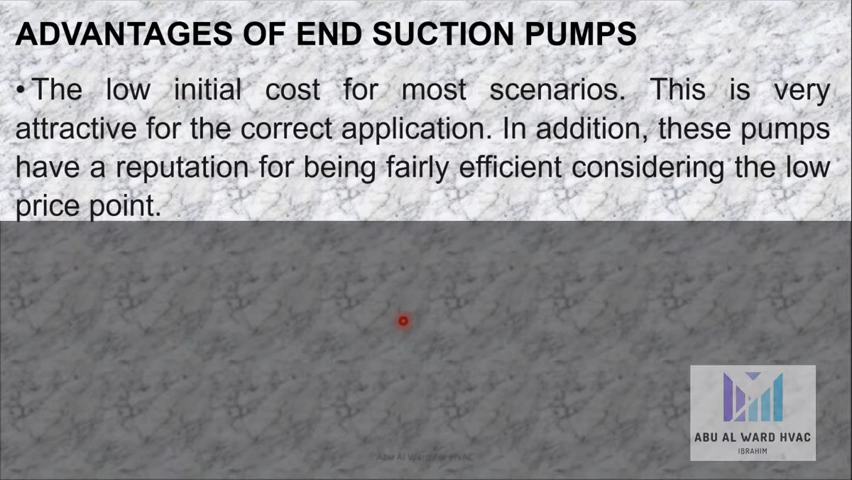 ADVANTAGES OF END SUCTION PUMPS
•The low initial cost for most scenarios. This is very
attractive for the correct application. In addition, these pumps
have a reputation for being fairly efficient considering the low
price point.
ABU AL WARD HVAC
IBRAHIM